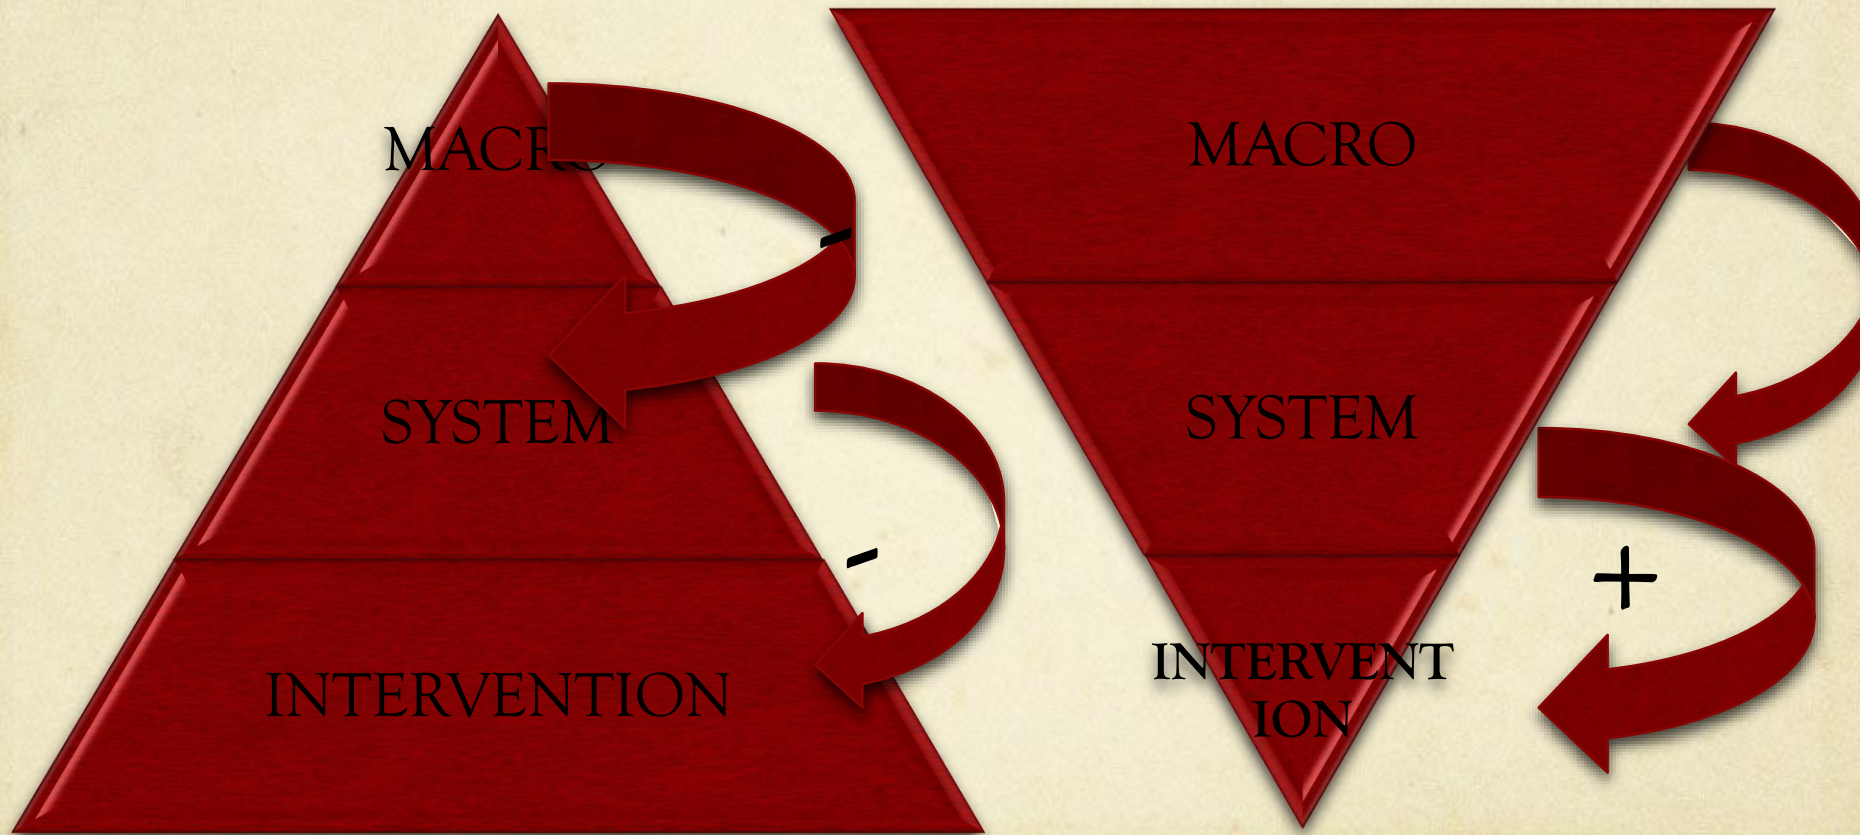 MACRO
-
SYSTEM
-
INTERVENTION
MACRO
SYSTEM
+
INTERVENT
ION